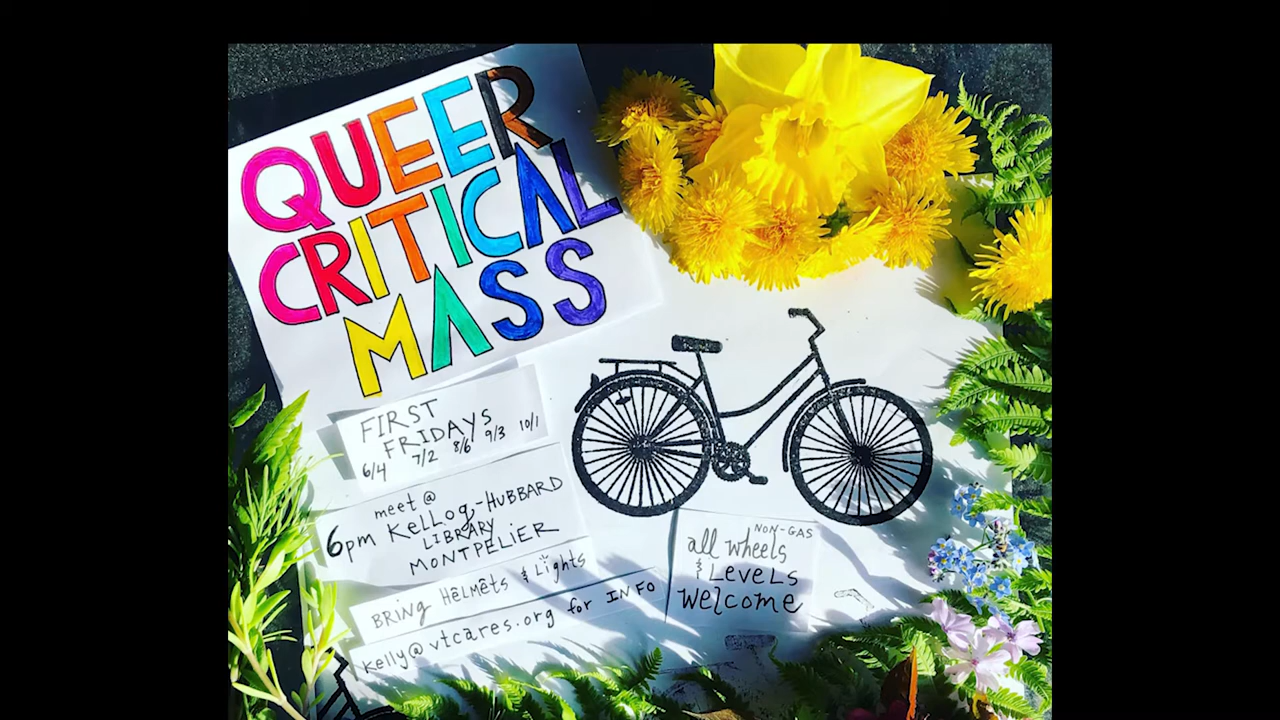 QUEER
CRITICAL
MASS
FIRST
FRIDAYS
6/4 7/2 8/6 9/3 10/1
meet @
6pm KelLog-HUBBARD
LIBRARY
MONTPELIER
BRING HElMETs & Lights
kelly@vtcares.org for INFO
NON-GAS
all wheels
& LeveLs
welcome